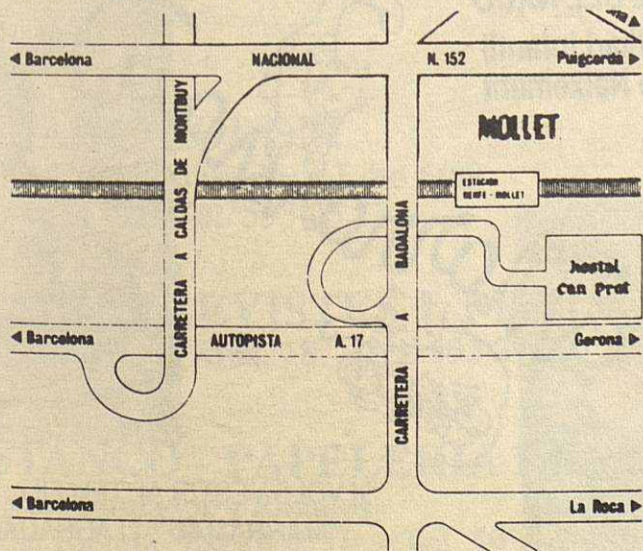 ◀ Barcelona NACIONAL N. 152 Puigcerda ▶
MOLLET
CARRETERA A CALDAS DE MONTBUY
ESTACION
RENFE - MOLLET
CARRETERA A BADALONA
hostal
Can Prat
◀ Barcelona AUTOPISTA A. 17 Gerona ▶
◀ Barcelona La Roca ▶